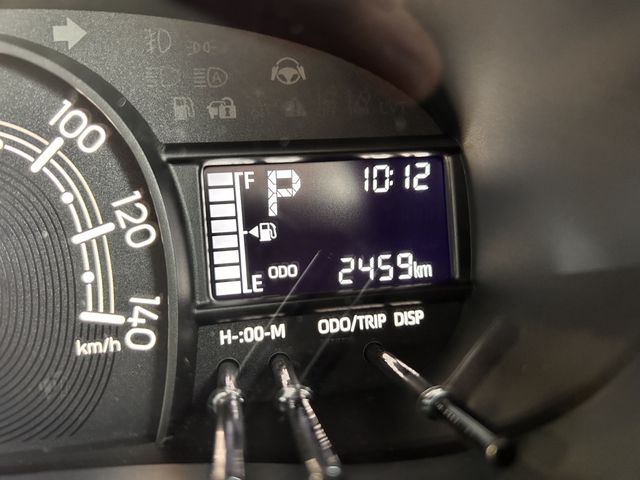 100
120
140
km/h
F
P
10:12
E
ODO
2459km
H-:00-M
ODO/TRIP DISP